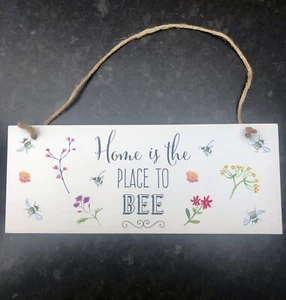 Home is the
PLACE TO
BEE